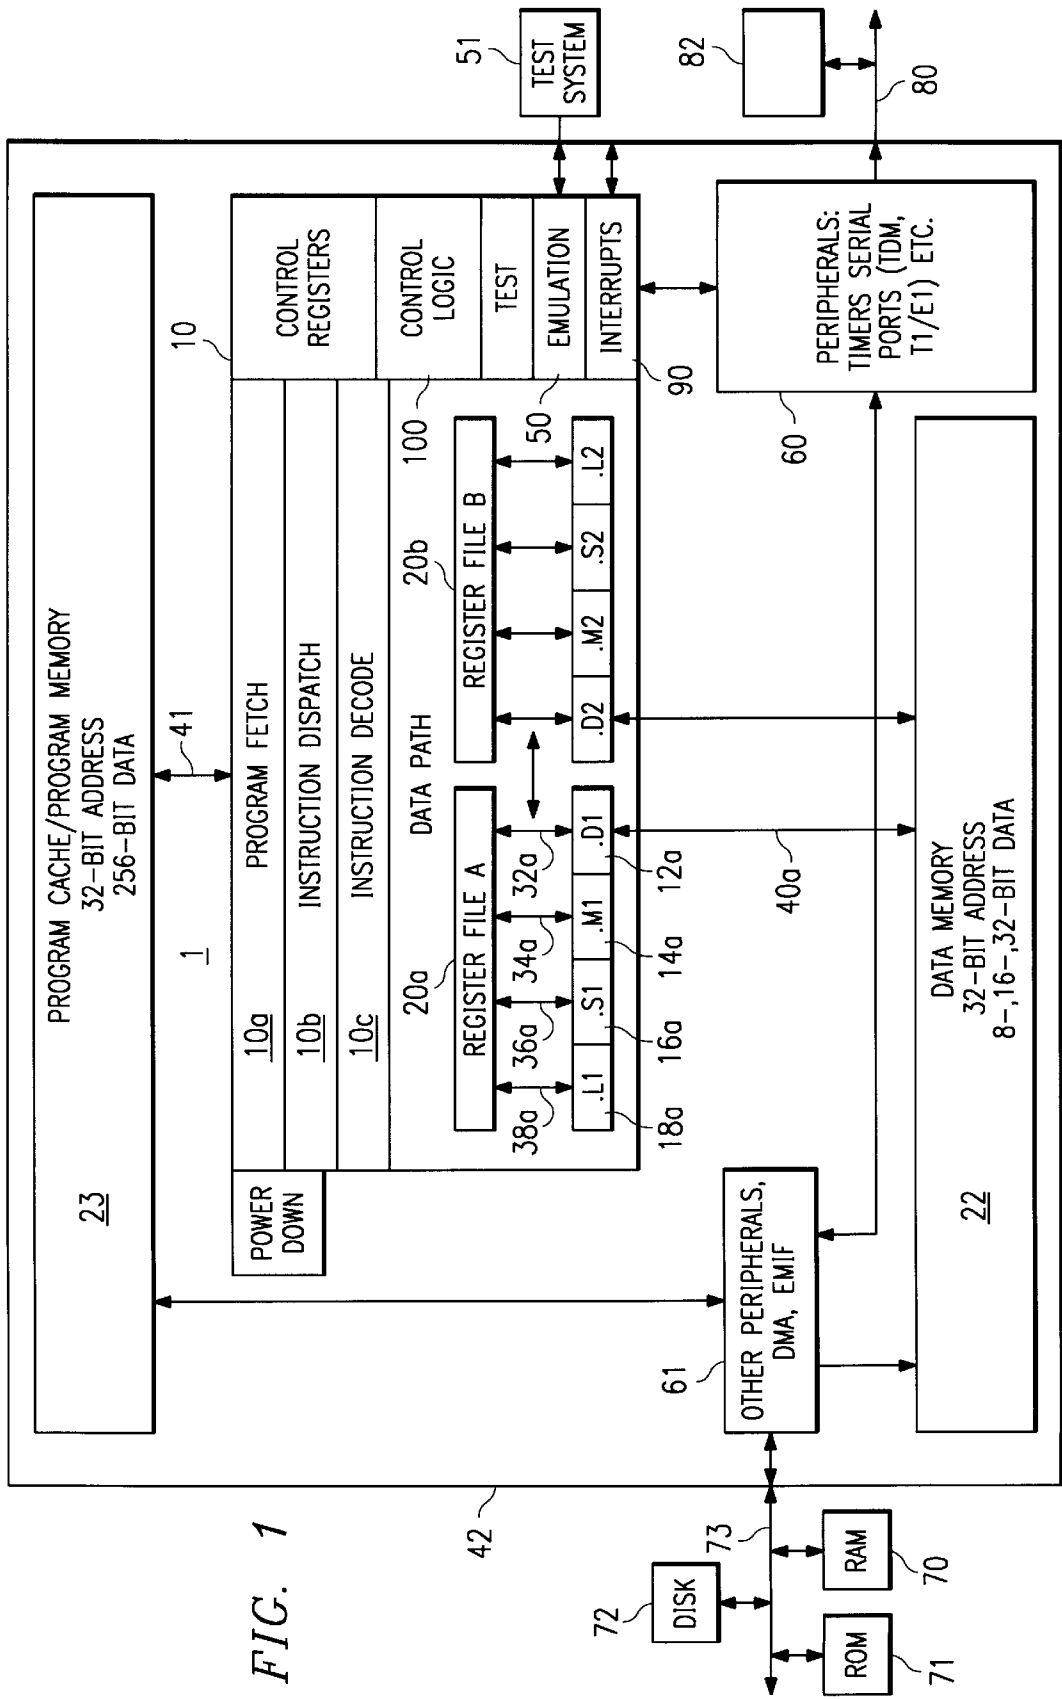 FIG. 1
42
PROGRAM CACHE/PROGRAM MEMORY
32-BIT ADDRESS
256-BIT DATA
23
1
41
10
POWER
DOWN
10a
PROGRAM FETCH
10b
INSTRUCTION DISPATCH
10c
INSTRUCTION DECODE
CONTROL
REGISTERS
CONTROL
LOGIC
TEST
EMULATION
INTERRUPTS
100
50
90
DATA PATH
20a
20b
REGISTER FILE A
REGISTER FILE B
38a
36a
34a
32a
.L1
.S1
.M1
.D1
.D2
.M2
.S2
.L2
18a
16a
14a
12a
40a
TEST
SYSTEM
51
61
OTHER PERIPHERALS,
DMA, EMIF
60
PERIPHERALS:
TIMERS SERIAL
PORTS (TDM,
T1/E1) ETC.
82
80
22
DATA MEMORY
32-BIT ADDRESS
8-,16-,32-BIT DATA
72
DISK
73
ROM
71
RAM
70